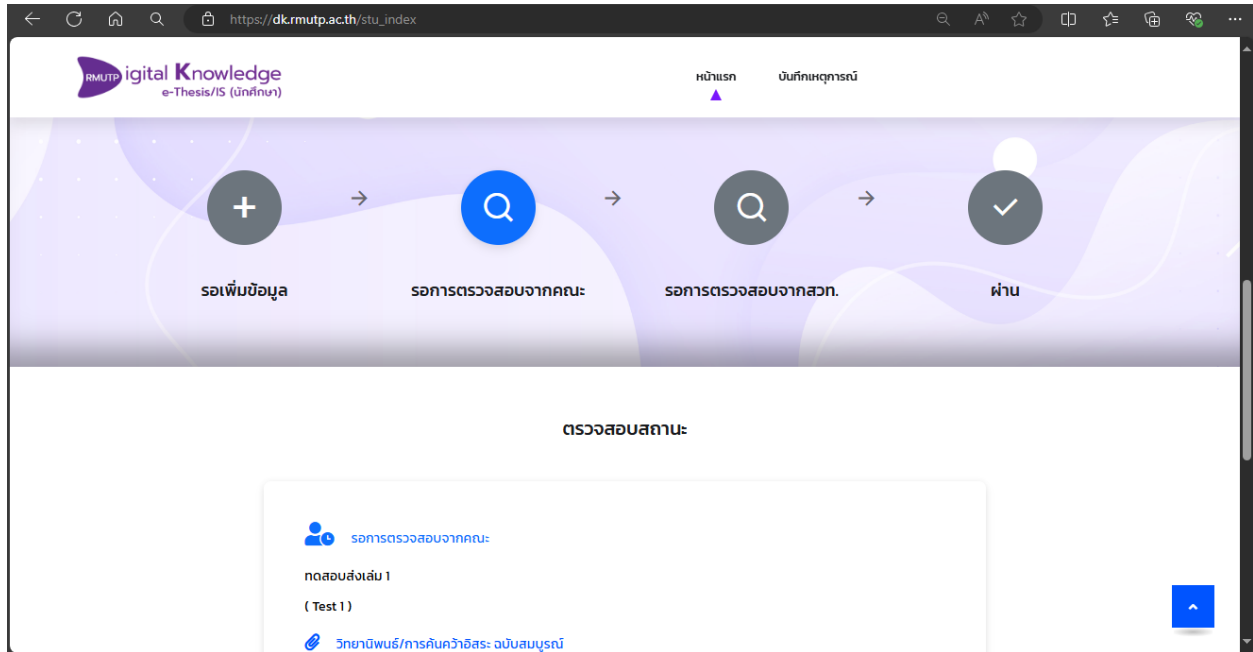 https://dk.rmutp.ac.th/stu_index
RMUTP igital Knowledge
e-Thesis/IS (นักศึกษา)
หน้าแรก บันทึกเหตุการณ์
รอเพิ่มข้อมูล รอการตรวจสอบจากคณะ รอการตรวจสอบจากสวท. ผ่าน
ตรวจสอบสถานะ
รอการตรวจสอบจากคณะ
ทดสอบส่งเล่ม 1
( Test 1 )
วิทยานิพนธ์/การค้นคว้าอิสระ ฉบับสมบูรณ์